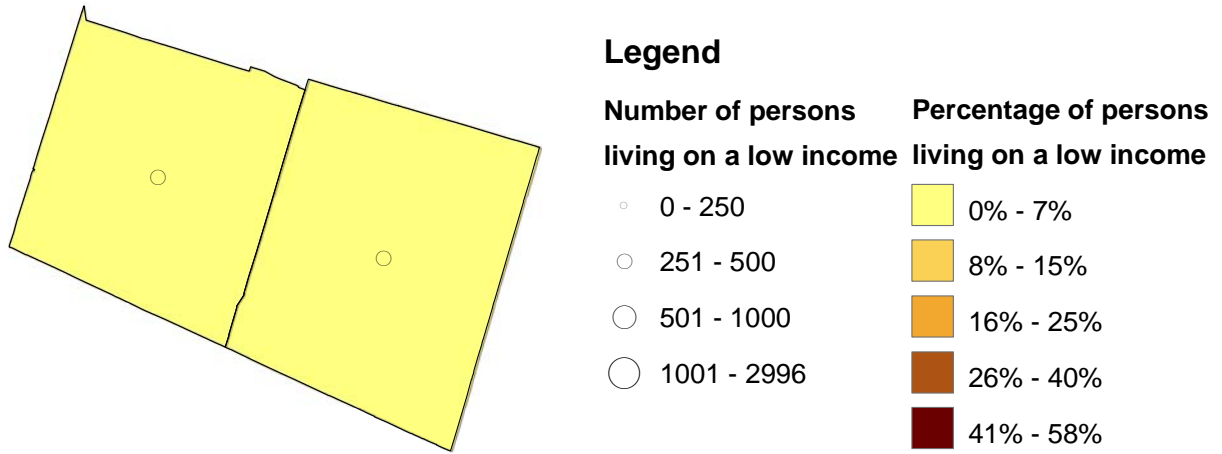 Legend
Number of persons
living on a low income
0 - 250
251 - 500
501 - 1000
1001 - 2996
Percentage of persons
living on a low income
0% - 7%
8% - 15%
16% - 25%
26% - 40%
41% - 58%